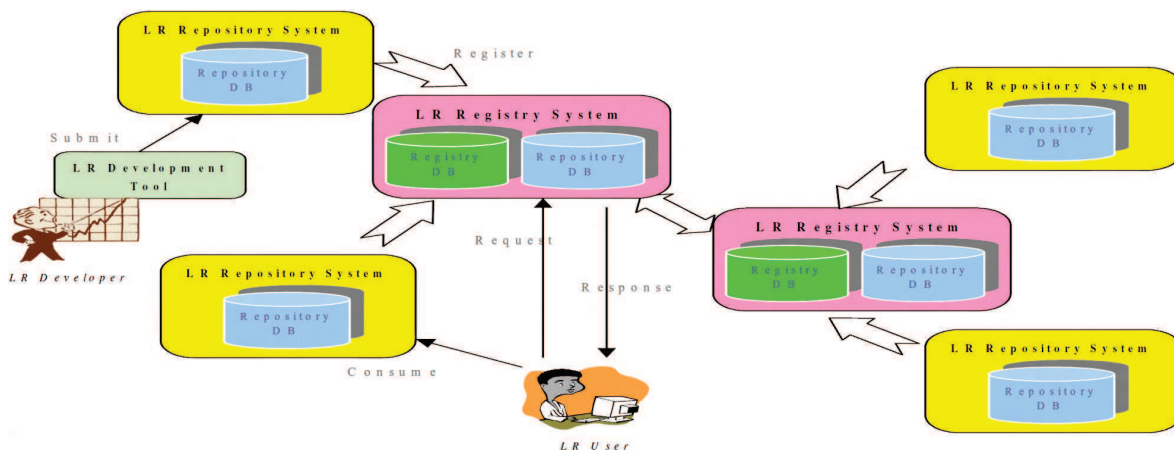 LR Repository System
Repository
DB
Register
LR Registry System
Registry
DB
Repository
DB
Submit
LR Development
Tool
LR Developer
LR Repository System
Repository
DB
Request
Response
Consume
LR User
LR Repository System
Repository
DB
LR Registry System
Registry
DB
Repository
DB
LR Repository System
Repository
DB